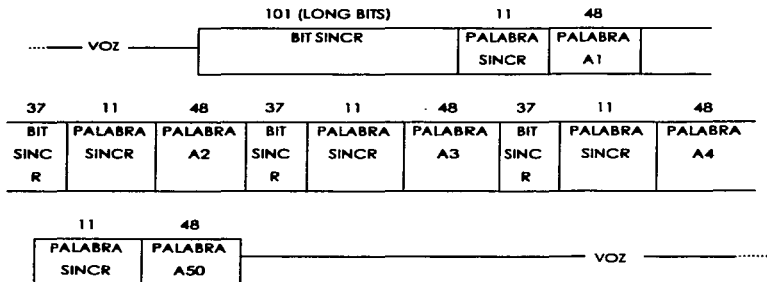 101 (LONG BITS) 11 48
VOZ BIT SINCR PALABRA PALABRA
SINCR A1
37 11 48 37 11 48 37 11 48
BIT PALABRA PALABRA BIT PALABRA PALABRA BIT PALABRA PALABRA
SINC SINCR A2 SINC SINCR A3 SINC SINCR A4
R R R
11 48
PALABRA PALABRA
SINCR A50 VOZ